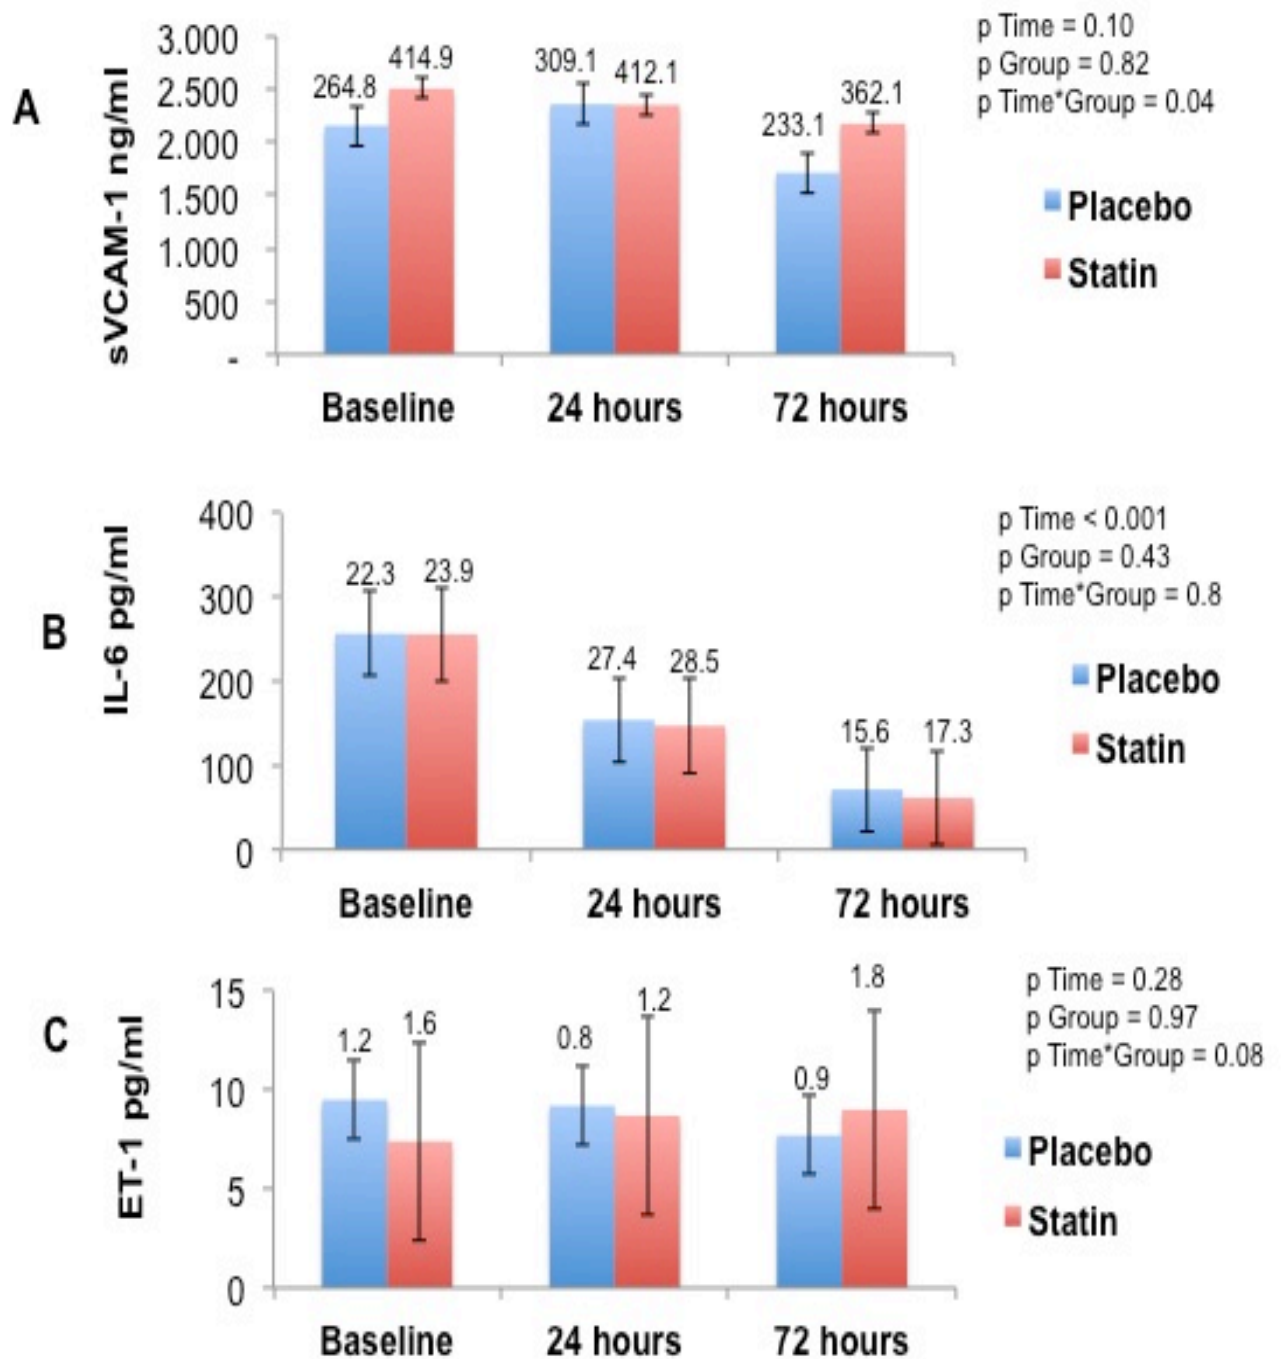 A
sVCAM-1 ng/ml
3.000
2.500
2.000
1.500
1.000
500
-
264.8
414.9
309.1
412.1
233.1
362.1
Baseline
24 hours
72 hours
p Time = 0.10
p Group = 0.82
p Time*Group = 0.04
Placebo
Statin
B
IL-6 pg/ml
400
300
200
100
0
22.3
23.9
27.4
28.5
15.6
17.3
Baseline
24 hours
72 hours
p Time < 0.001
p Group = 0.43
p Time*Group = 0.8
Placebo
Statin
C
ET-1 pg/ml
15
10
5
0
1.2
1.6
0.8
1.2
0.9
1.8
Baseline
24 hours
72 hours
p Time = 0.28
p Group = 0.97
p Time*Group = 0.08
Placebo
Statin